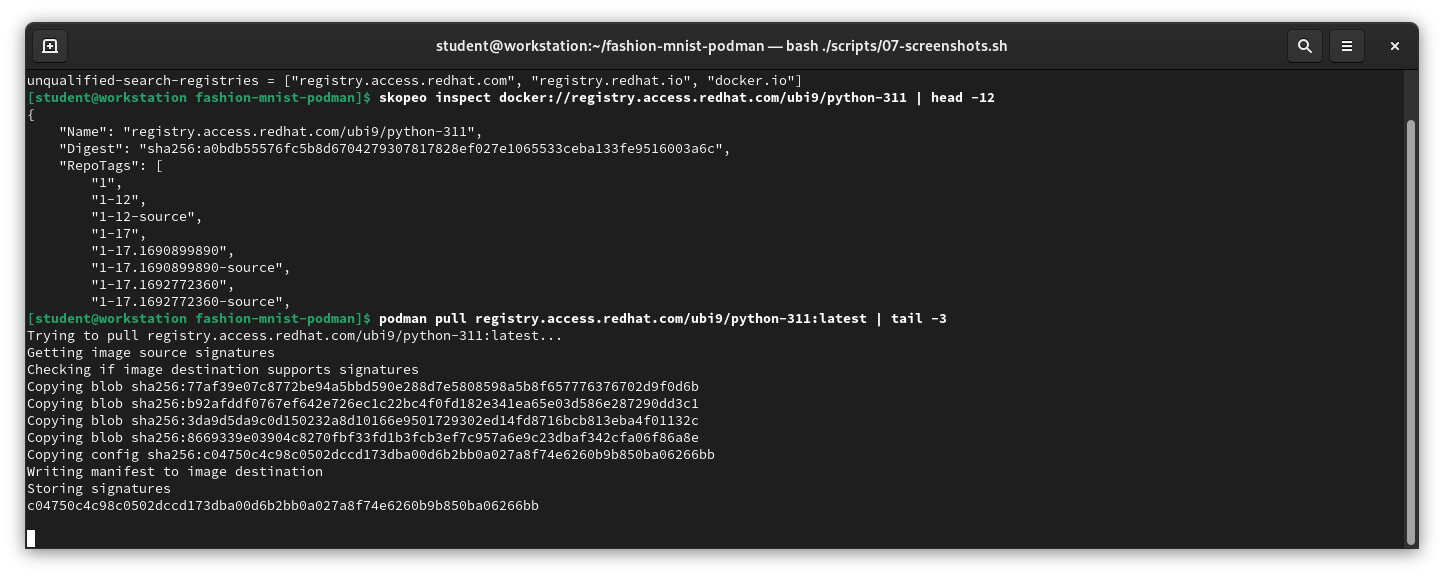 student@workstation:~/fashion-mnist-podman — bash ./scripts/07-screenshots.sh
unqualified-search-registries = ["registry.access.redhat.com", "registry.redhat.io", "docker.io"]
[student@workstation fashion-mnist-podman]$ skopeo inspect docker://registry.access.redhat.com/ubi9/python-311 | head -12
{
    "Name": "registry.access.redhat.com/ubi9/python-311",
    "Digest": "sha256:a0bdb55576fc5b8d6704279307817828ef027e1065533ceba133fe9516003a6c",
    "RepoTags": [
        "1",
        "1-12",
        "1-12-source",
        "1-17",
        "1-17.1690899890",
        "1-17.1690899890-source",
        "1-17.1692772360",
        "1-17.1692772360-source",
[student@workstation fashion-mnist-podman]$ podman pull registry.access.redhat.com/ubi9/python-311:latest | tail -3
Trying to pull registry.access.redhat.com/ubi9/python-311:latest...
Getting image source signatures
Checking if image destination supports signatures
Copying blob sha256:77af39e07c8772be94a5bbd590e288d7e5808598a5b8f657776376702d9f0d6b
Copying blob sha256:b92afddf0767ef642e726ec1c22bc4f0fd182e341ea65e03d586e287290dd3c1
Copying blob sha256:3da9d5da9c0d150232a8d10166e9501729302ed14fd8716bcb813eba4f01132c
Copying blob sha256:8669339e03904c8270fbf33fd1b3fcb3ef7c957a6e9c23dbaf342cfa06f86a8e
Copying config sha256:c04750c4c98c0502dccd173dba00d6b2bb0a027a8f74e6260b9b850ba06266bb
Writing manifest to image destination
Storing signatures
c04750c4c98c0502dccd173dba00d6b2bb0a027a8f74e6260b9b850ba06266bb